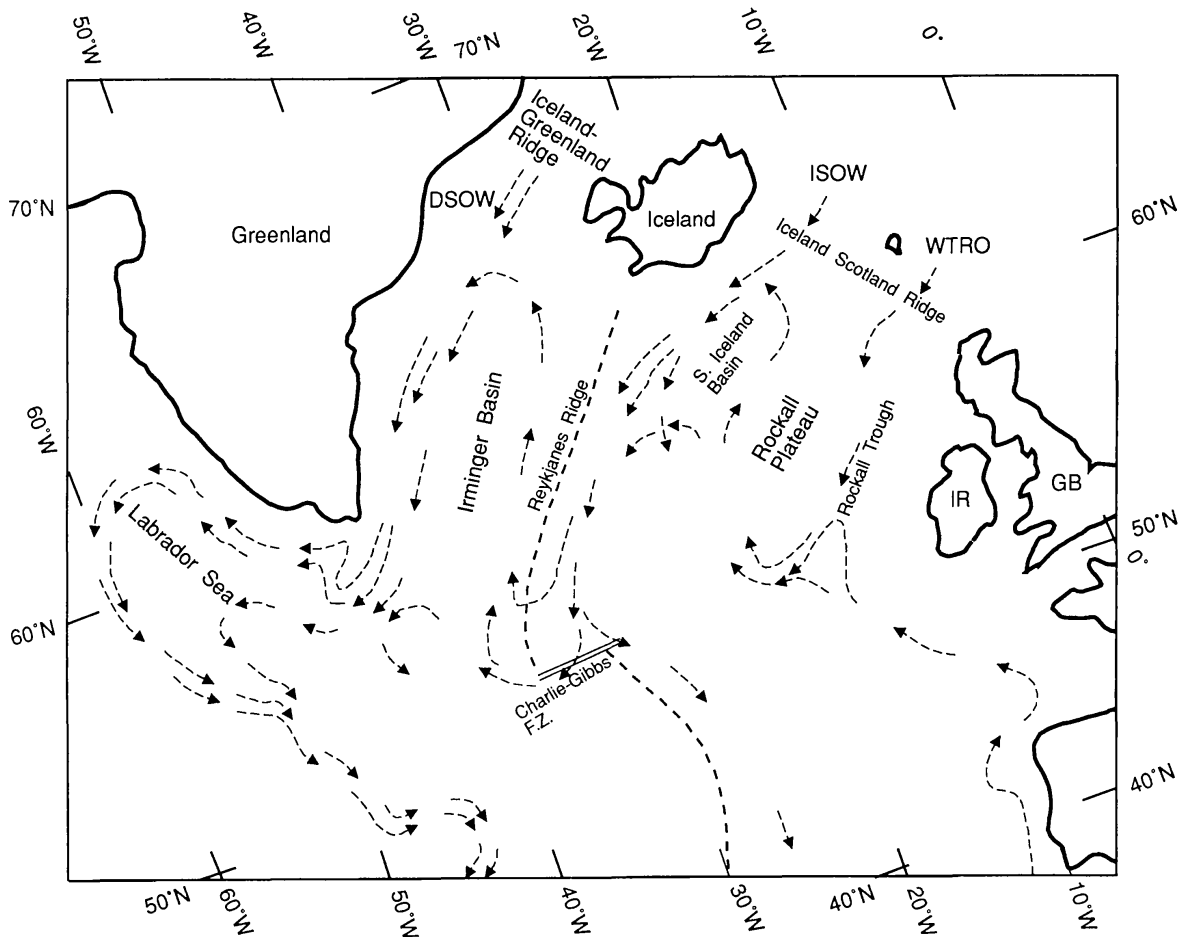 50°W
40°W
30°W
70°N
20°W
10°W
0°
Iceland-
Greenland
Ridge
DSOW
ISOW
70°N
Greenland
Iceland
60°N
WTRO
Iceland Scotland Ridge
S. Iceland
Basin
Irminger Basin
Reykjanes Ridge
Rockall
Plateau
Rockall Trough
60°W
IR
GB
50°N
0°
Labrador Sea
60°N
Charlie-Gibbs
F.Z.
40°N
50°N
60°W
50°W
40°W
30°W
40°N
20°W
10°W